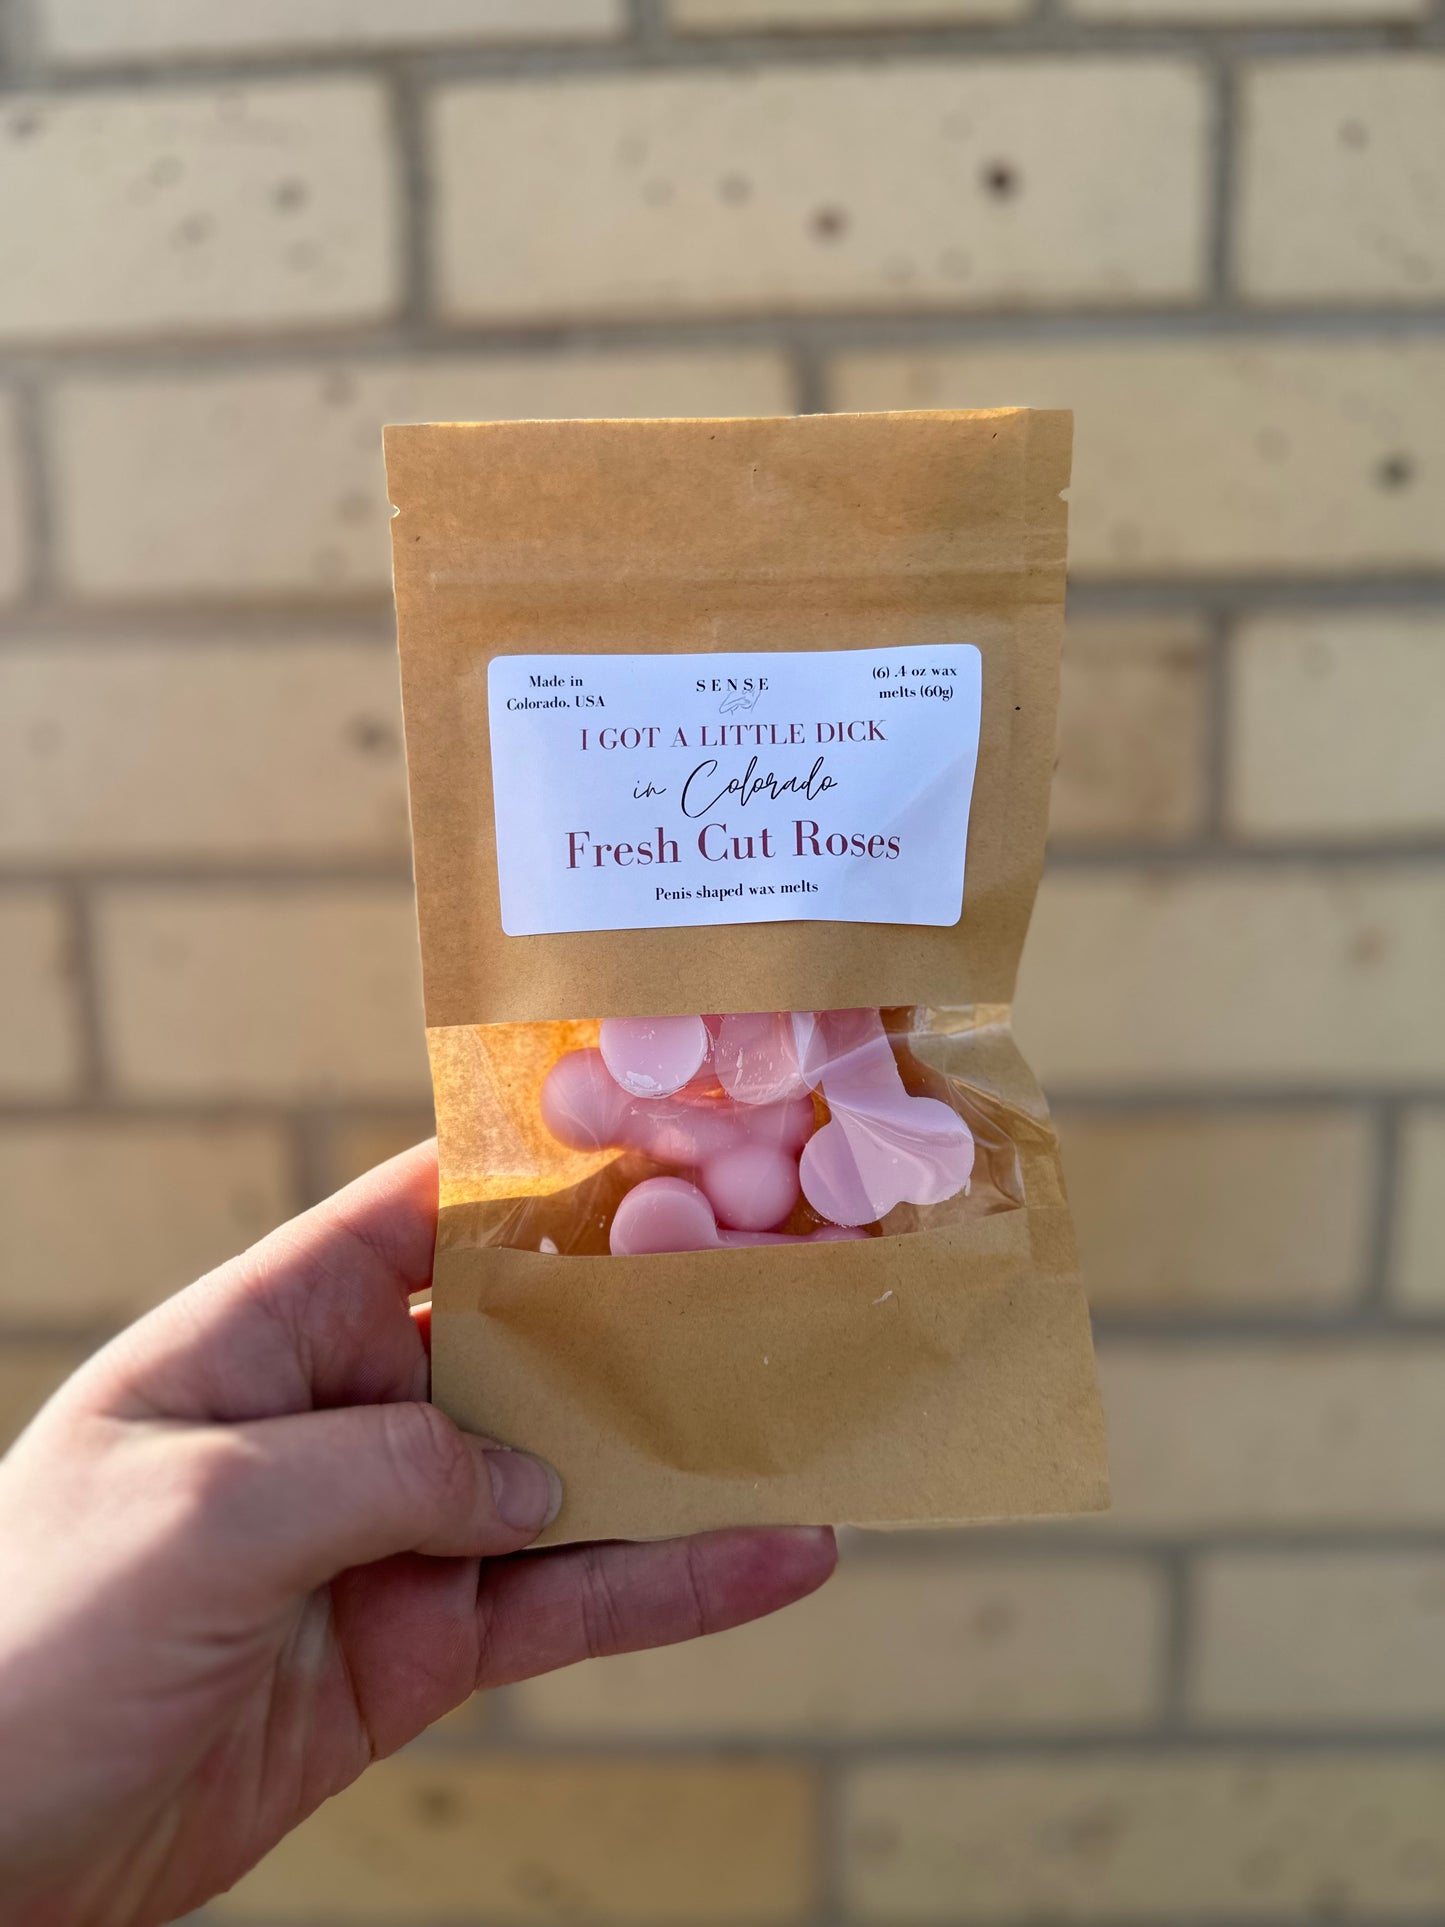 Made in
Colorado, USA
SENSE
(6) .4 oz wax
melts (60g)
I GOT A LITTLE DICK
in Colorado
Fresh Cut Roses
Penis shaped wax melts